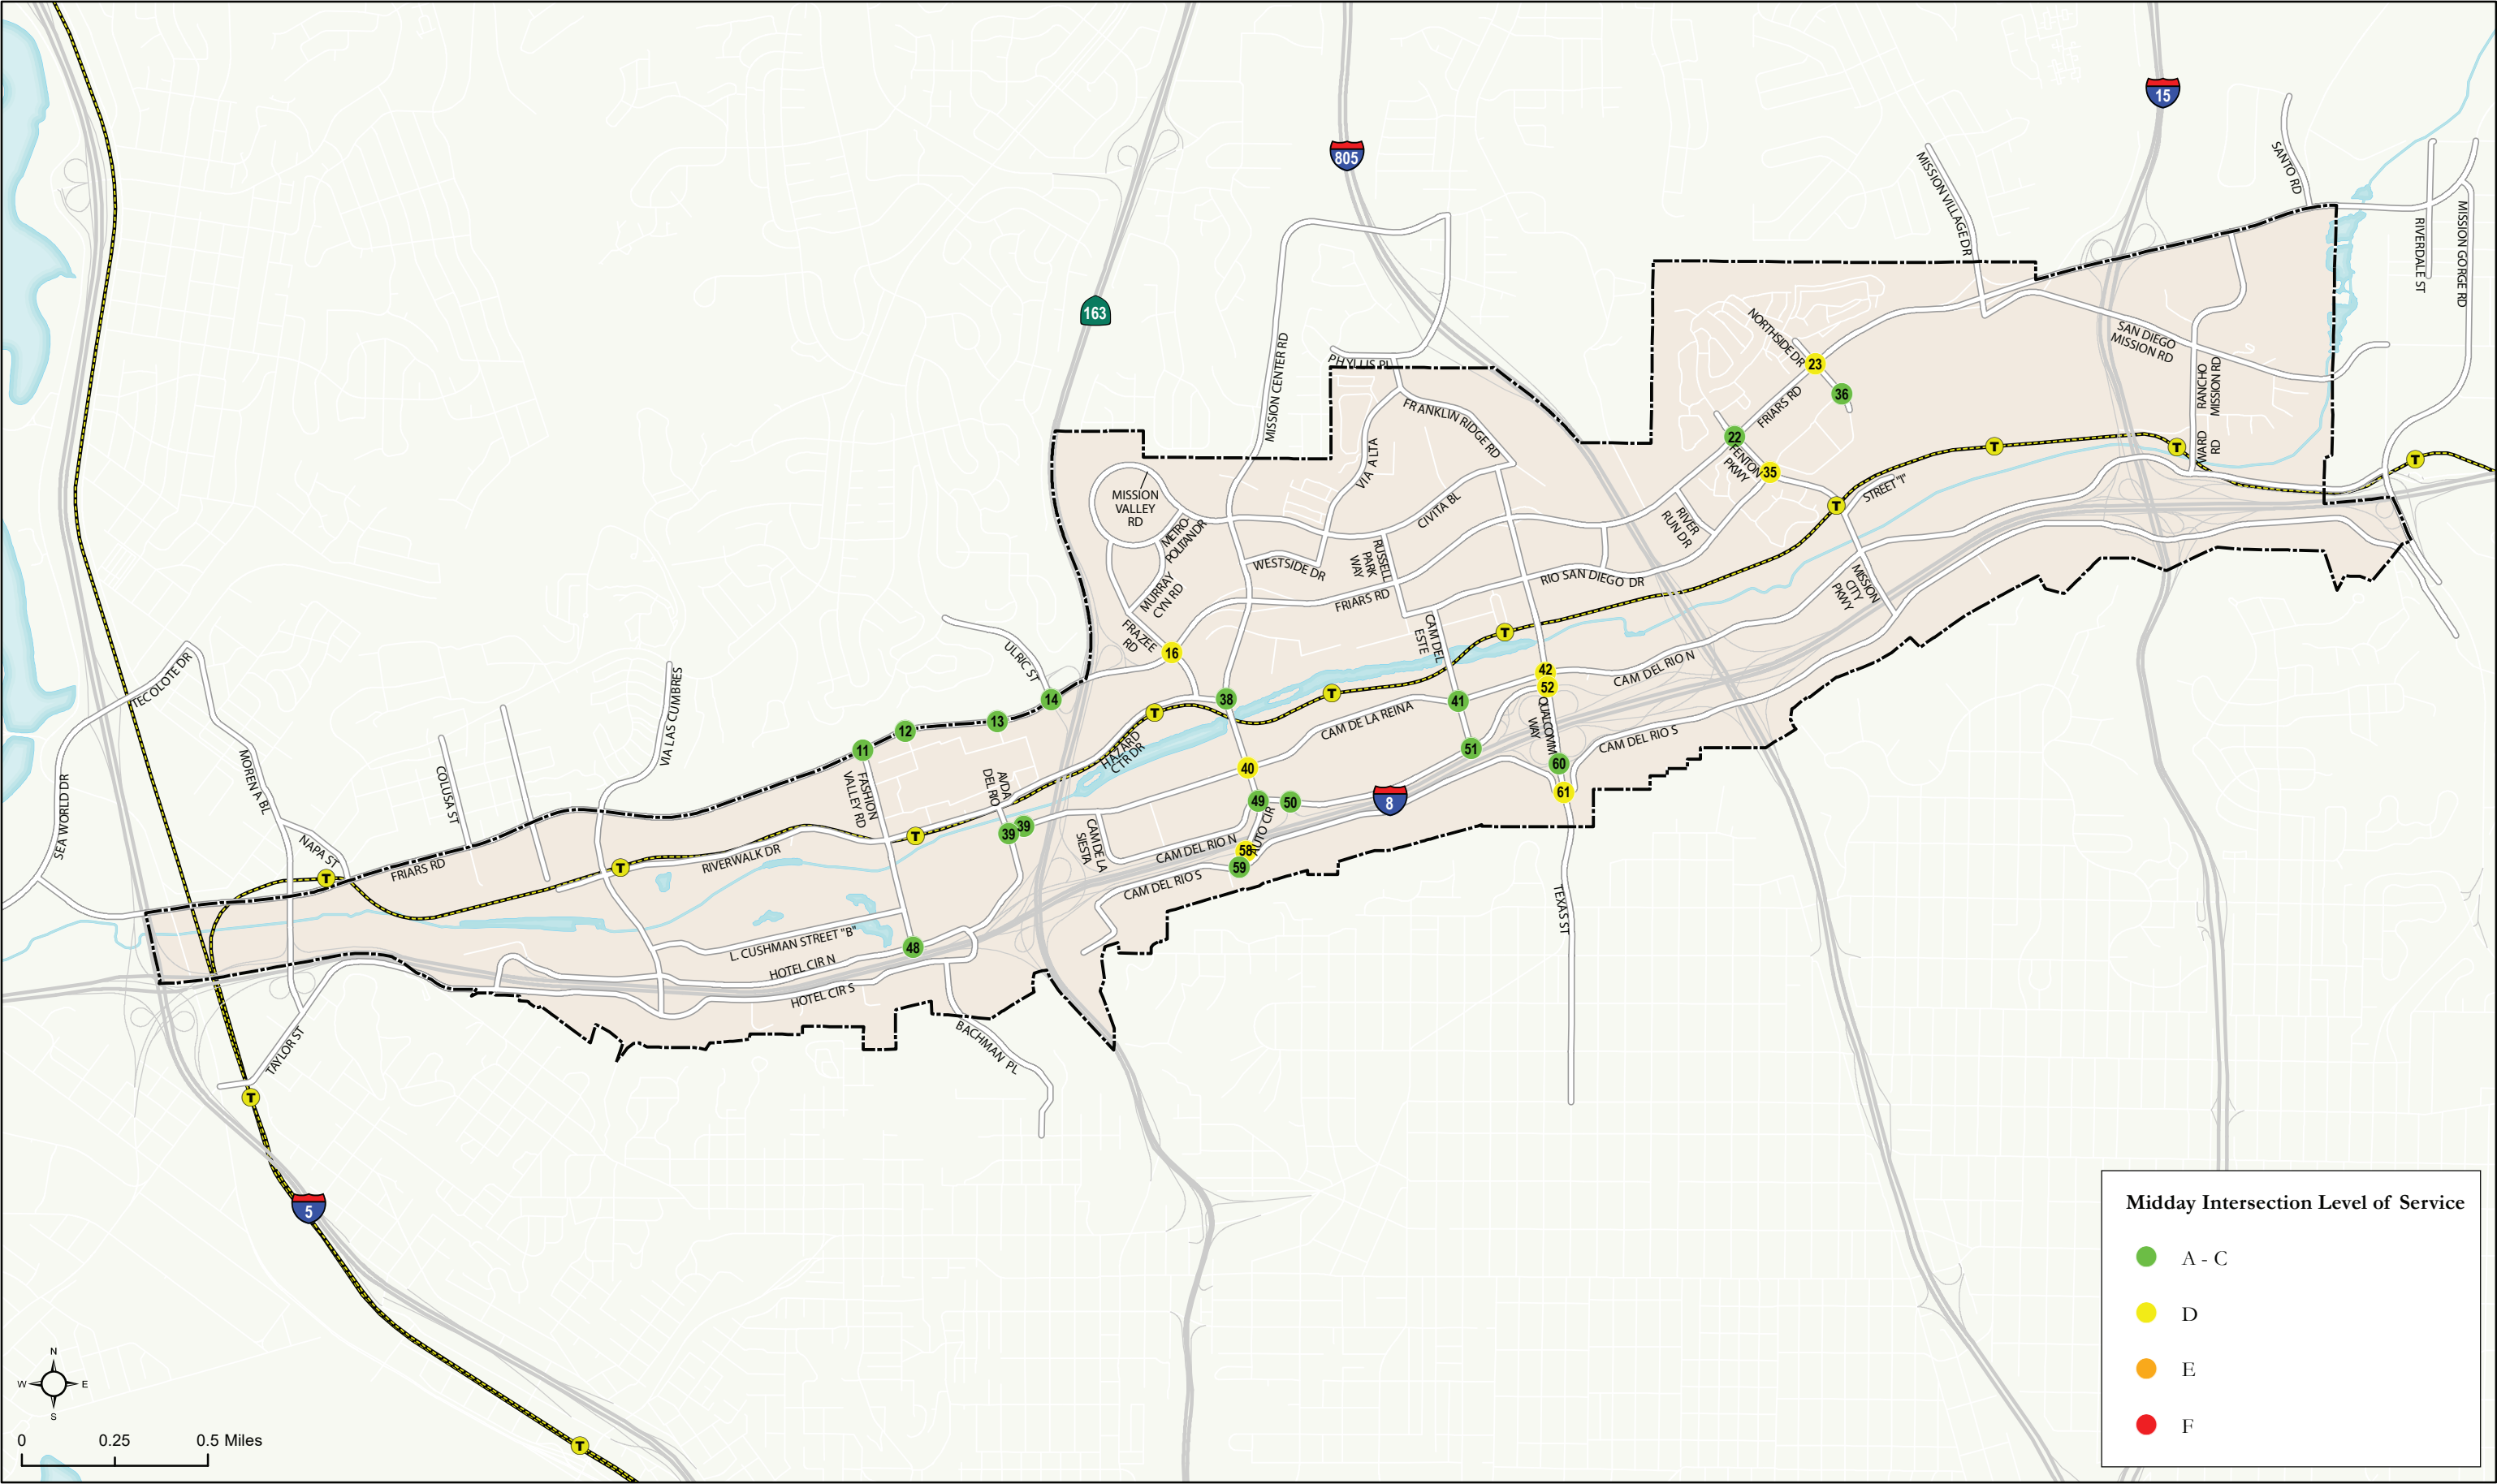 15
805
163
SANTO RD
MISSION VILLAGE DR
RIVERDALE ST
MISSION GORGE RD
SAN DIEGO
MISSION RD
RANCHO
MISSION RD
WARD
RD
NORTHSIDE DR
23
36
FRIARS RD
22
FENTON
PKWY
35
T
T
T
T
STREET "I"
PHYLLIS PL
MISSION CENTER RD
FRANKLIN RIDGE RD
VIA ALTA
CIVITA BL
MISSION
VALLEY
RD
METRO-
POLITAN DR
MURRAY
CYN RD
WESTSIDE DR
RUSSELL
PARK
WAY
RIVER
RUN DR
RIO SAN DIEGO DR
FRIARS RD
MISSION
CITY
PKWY
FRAZEE
RD
16
CAM DEL
ESTE
T
ULRIC ST
14
38
T
T
41
42
52
CAM DEL RIO N
QUALCOMM
WAY
CAM DE LA REINA
51
CAM DEL RIO S
60
61
TECOLOTE DR
VIA LAS CUMBRES
11
12
13
HAZARD
CTR DR
40
49
50
8
AUTO CIR
SEA WORLD DR
MORENA BL
COLUSA ST
FASHION
VALLEY RD
AVIDA
DEL RIO
39
39
CAM DE LA
SIESTA
CAM DEL RIO N
58
59
CAM DEL RIO S
NAPA ST
T
FRIARS RD
T
RIVERWALK DR
T
TEXAS ST
L. CUSHMAN STREET "B"
48
HOTEL CIR N
HOTEL CIR S
BACHMAN PL
TAYLOR ST
T
5
T
N
W
E
S
0
0.25
0.5 Miles
Midday Intersection Level of Service
A - C
D
E
F